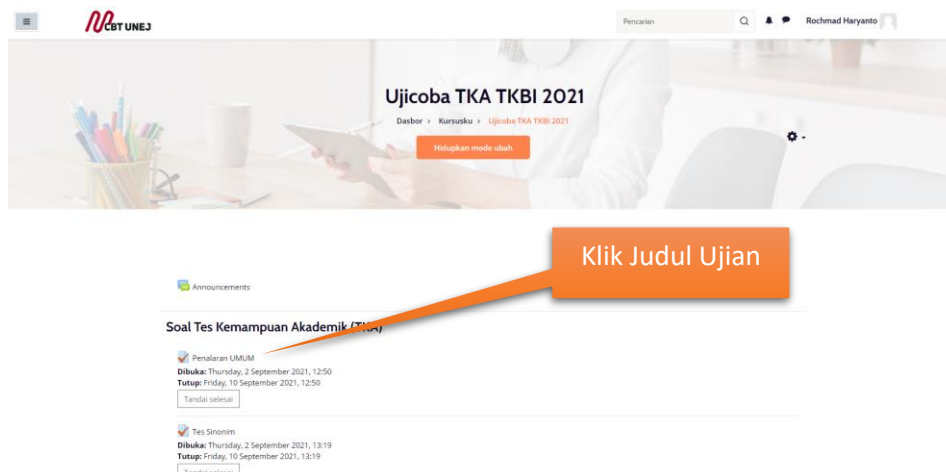 CBT UNEJ
Pencarian
Rochmad Haryanto
Ujicoba TKA TKBI 2021
Dasbor > Kursusku > Ujicoba TKA TKBI 2021
Hidupkan mode ubah
Klik Judul Ujian
Announcements
Soal Tes Kemampuan Akademik (TKA)
Penalaran UMUM
Dibuka: Thursday, 2 September 2021, 12:50
Tutup: Friday, 10 September 2021, 12:50
Tandai selesai
Tes Sinonim
Dibuka: Thursday, 2 September 2021, 13:19
Tutup: Friday, 10 September 2021, 13:19
Tandai selesai